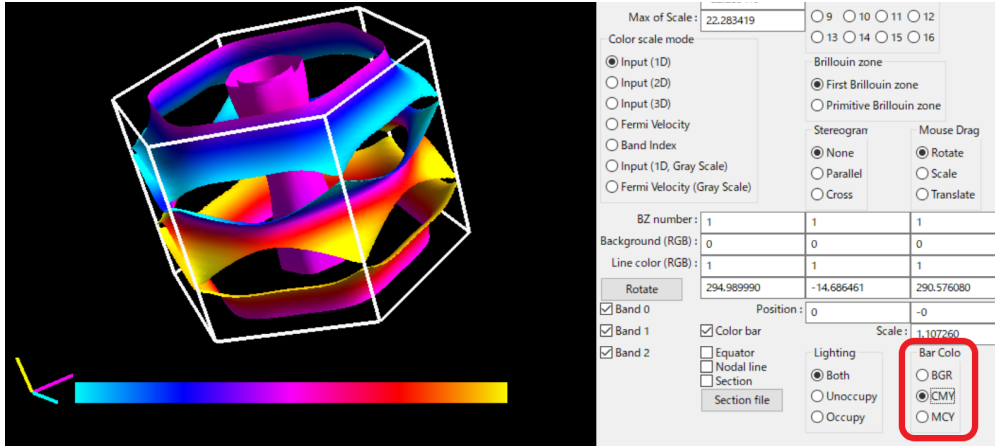 Max of Scale : 22.283419
9 10 11 12
13 14 15 16
Color scale mode
Input (1D)
Input (2D)
Input (3D)
Fermi Velocity
Band Index
Input (1D, Gray Scale)
Fermi Velocity (Gray Scale)
Brillouin zone
First Brillouin zone
Primitive Brillouin zone
Stereogran
None
Parallel
Cross
Mouse Drag
Rotate
Scale
Translate
BZ number : 1 1 1
Background (RGB) : 0 0 0
Line color (RGB) : 1 1 1
Rotate 294.989990 -14.686461 290.576080
Band 0 Position : 0 -0
Band 1 Color bar Scale : 1.107260
Band 2
Equator
Nodal line
Section
Section file
Lighting
Both
Unoccupy
Occupy
Bar Colo
BGR
CMY
MCY